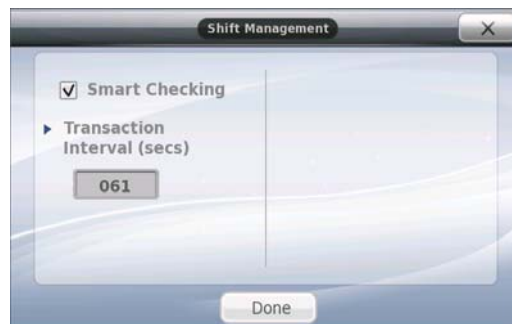 Shift Management
Smart Checking
Transaction
Interval (secs)
061
Done